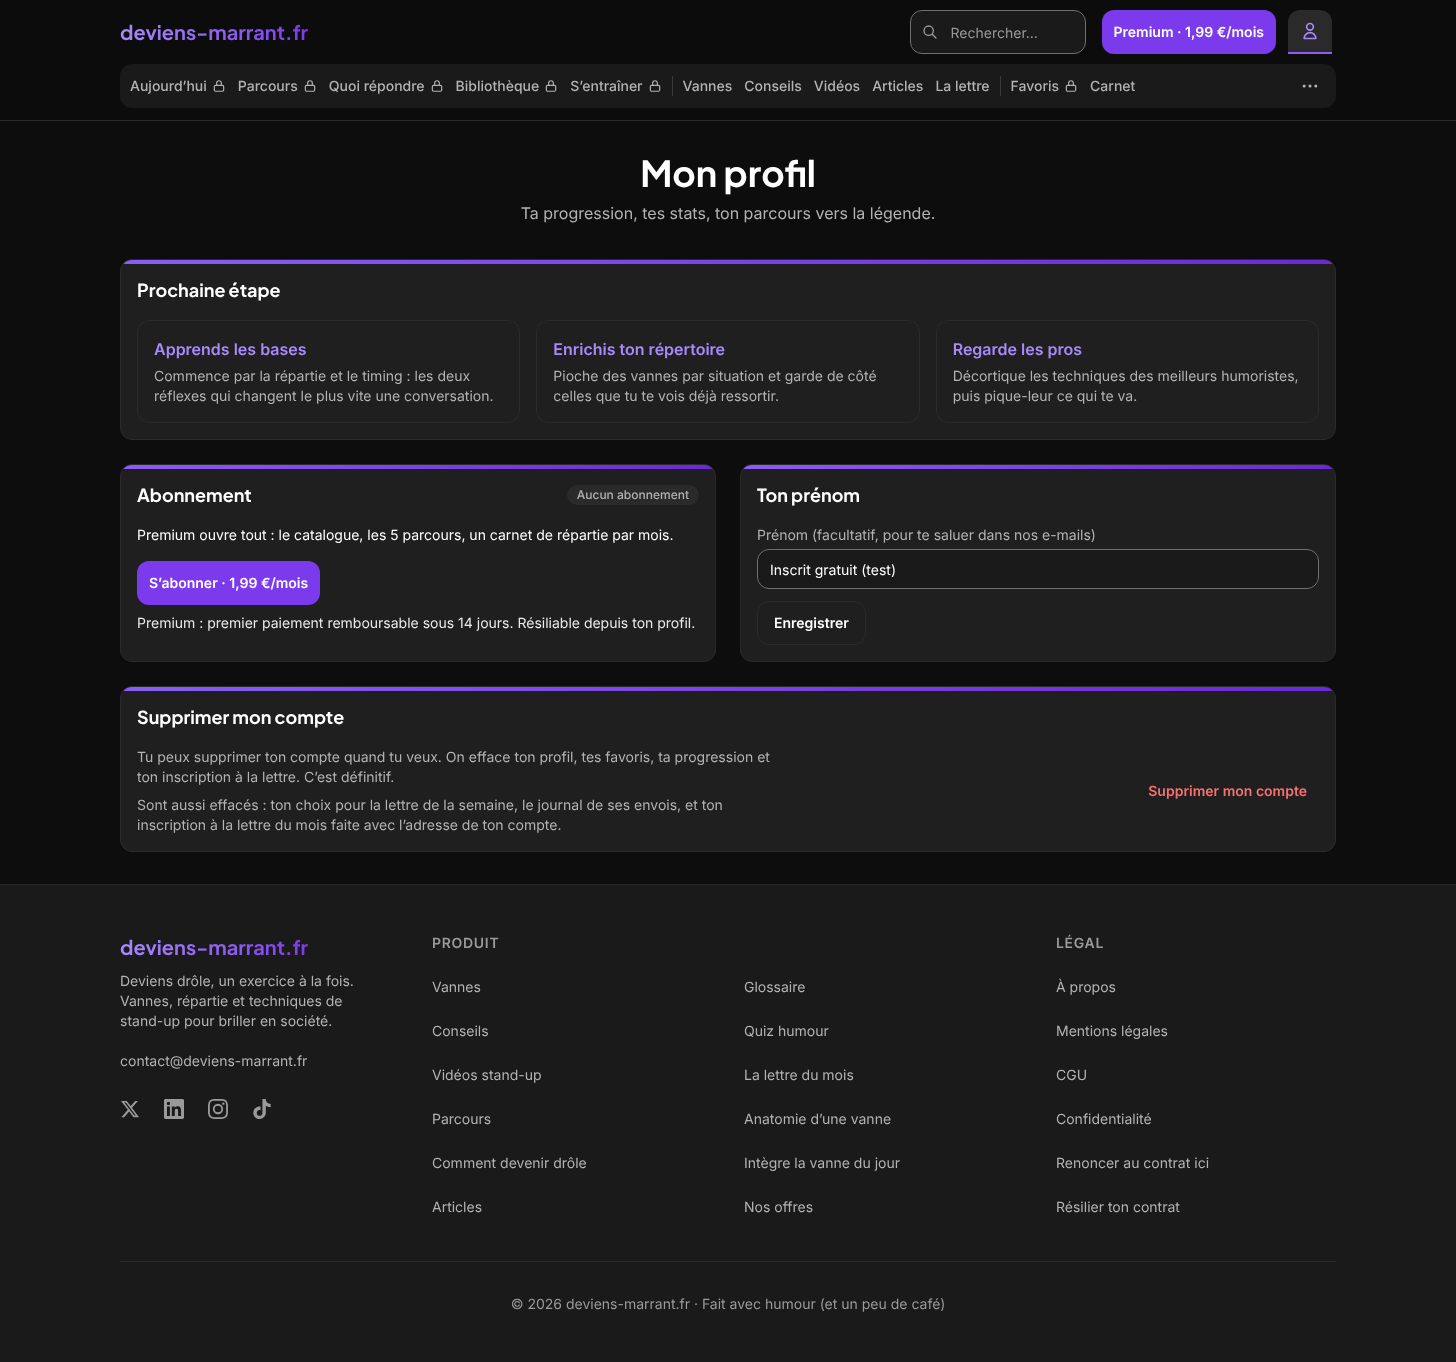 deviens-marrant.fr
Rechercher...
Premium · 1,99 €/mois
Aujourd’hui
Parcours
Quoi répondre
Bibliothèque
S’entraîner
Vannes
Conseils
Vidéos
Articles
La lettre
Favoris
Carnet
Mon profil
Ta progression, tes stats, ton parcours vers la légende.
Prochaine étape
Apprends les bases
Commence par la répartie et le timing : les deux
réflexes qui changent le plus vite une conversation.
Enrichis ton répertoire
Pioche des vannes par situation et garde de côté
celles que tu te vois déjà ressortir.
Regarde les pros
Décortique les techniques des meilleurs humoristes,
puis pique-leur ce qui te va.
Abonnement
Aucun abonnement
Premium ouvre tout : le catalogue, les 5 parcours, un carnet de répartie par mois.
S’abonner · 1,99 €/mois
Premium : premier paiement remboursable sous 14 jours. Résiliable depuis ton profil.
Ton prénom
Prénom (facultatif, pour te saluer dans nos e-mails)
Inscrit gratuit (test)
Enregistrer
Supprimer mon compte
Tu peux supprimer ton compte quand tu veux. On efface ton profil, tes favoris, ta progression et
ton inscription à la lettre. C’est définitif.
Sont aussi effacés : ton choix pour la lettre de la semaine, le journal de ses envois, et ton
inscription à la lettre du mois faite avec l’adresse de ton compte.
Supprimer mon compte
deviens-marrant.fr
Deviens drôle, un exercice à la fois.
Vannes, répartie et techniques de
stand-up pour briller en société.
contact@deviens-marrant.fr
PRODUIT
Vannes
Conseils
Vidéos stand-up
Parcours
Comment devenir drôle
Articles
Glossaire
Quiz humour
La lettre du mois
Anatomie d’une vanne
Intègre la vanne du jour
Nos offres
LÉGAL
À propos
Mentions légales
CGU
Confidentialité
Renoncer au contrat ici
Résilier ton contrat
© 2026 deviens-marrant.fr · Fait avec humour (et un peu de café)